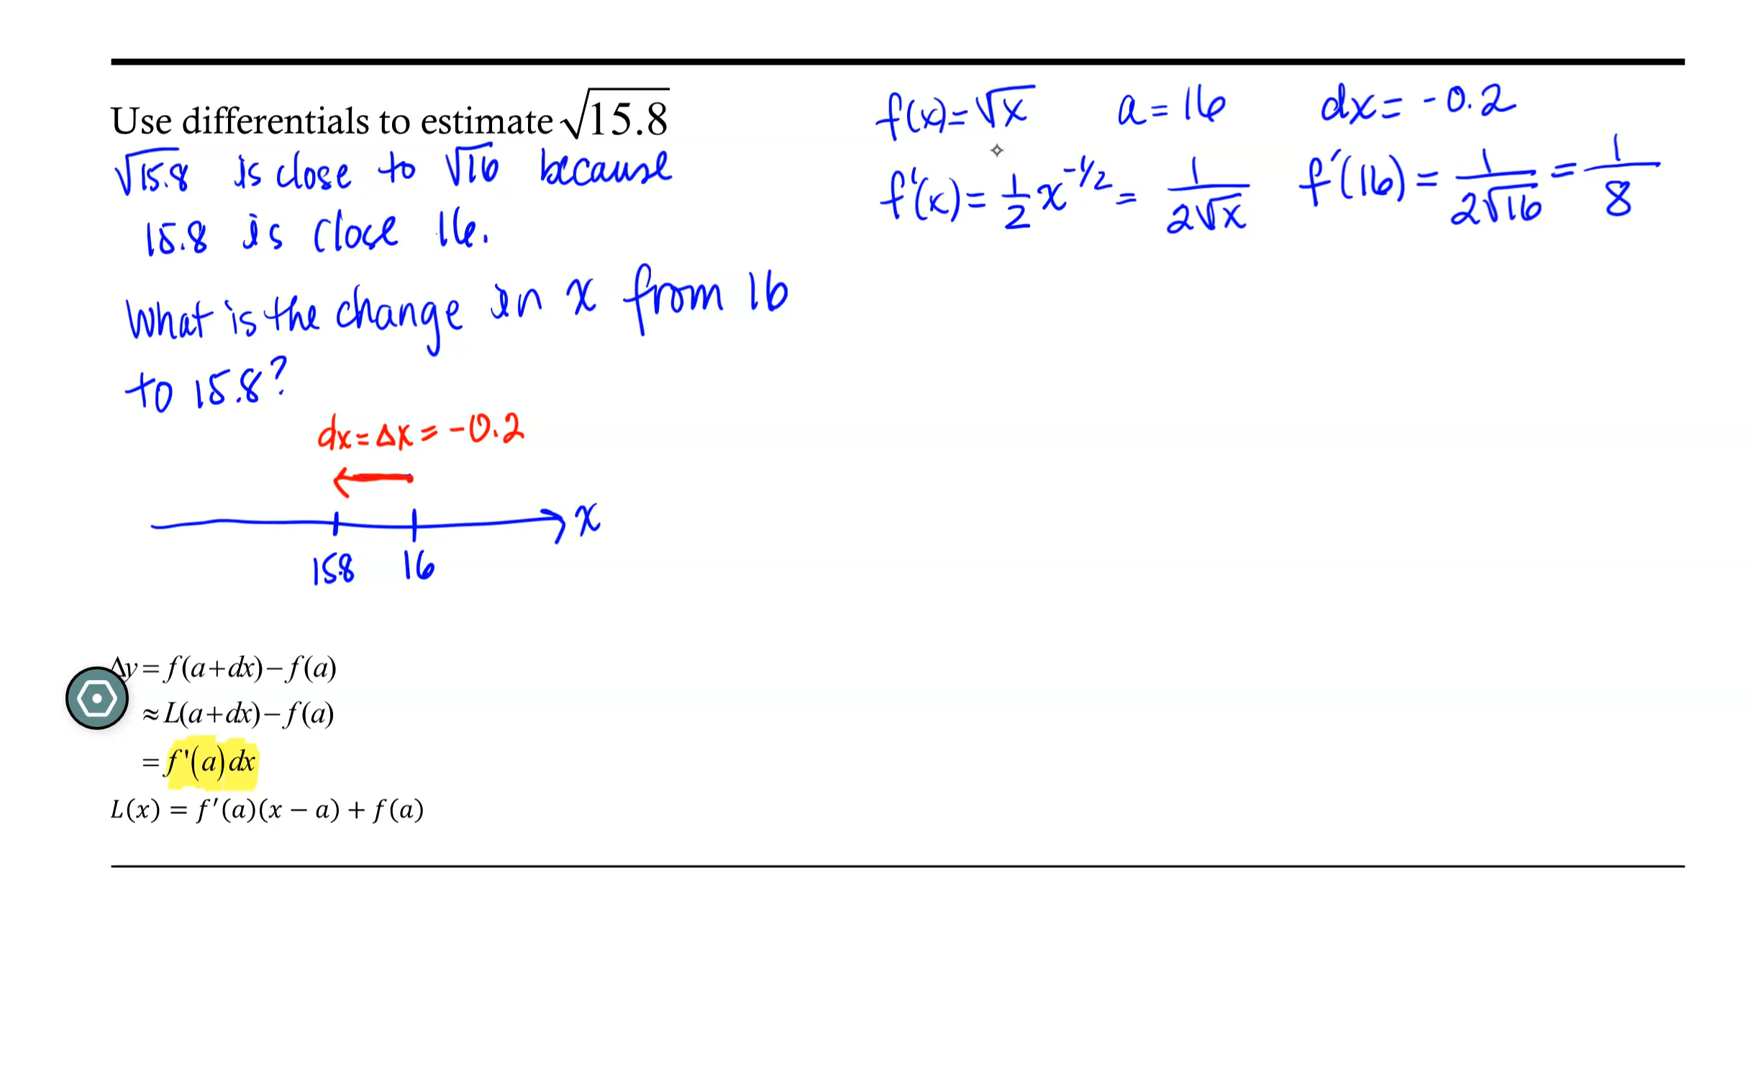 Use differentials to estimate √15.8
√15.8 is close to √16 because
15.8 is close 16.
What is the change in x from 16
to 15.8?
dx = Δx = -0.2
x
15.8 16
Δy = f(a+dx)−f(a)
≈ L(a+dx)−f(a)
= f'(a)dx
L(x) = f′(a)(x − a) + f(a)
f(x) = √x a = 16 dx = -0.2
f'(x) = 1/2 x^-1/2 = 1/(2√x) f'(16) = 1/(2√16) = 1/8